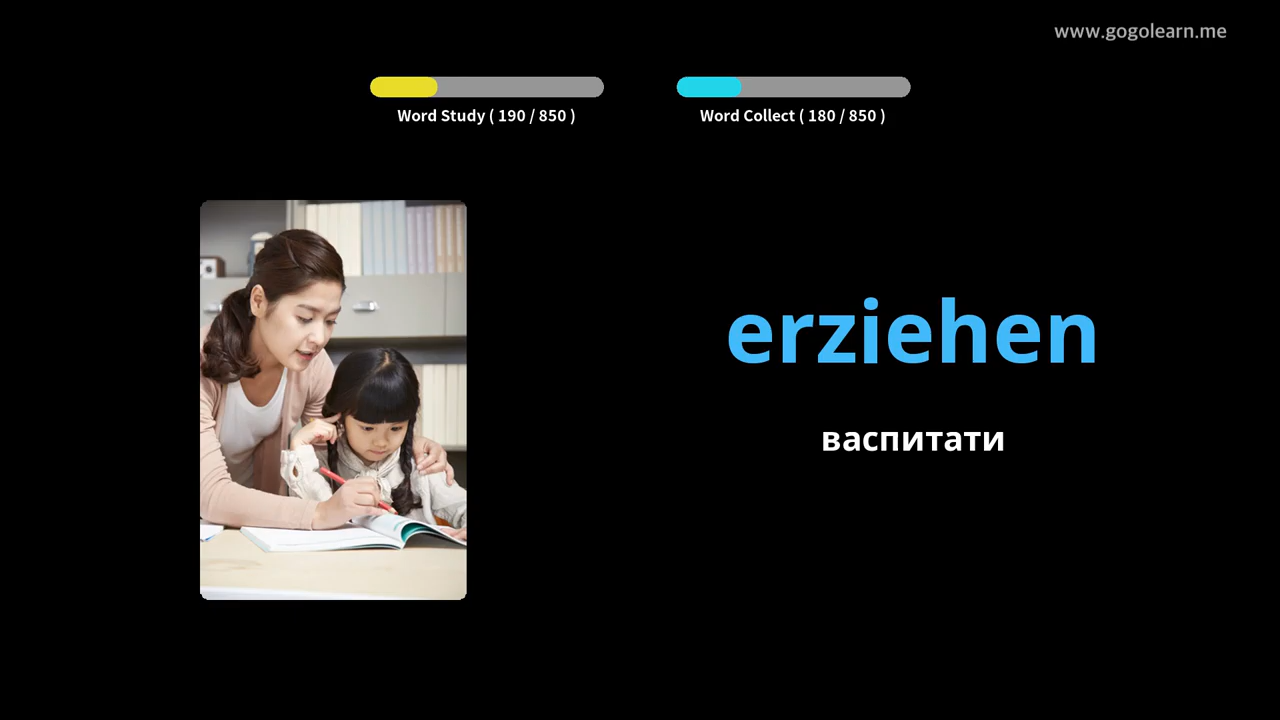 www.gogolearn.me
Word Study ( 190 / 850 )
Word Collect ( 180 / 850 )
erziehen
васпитати